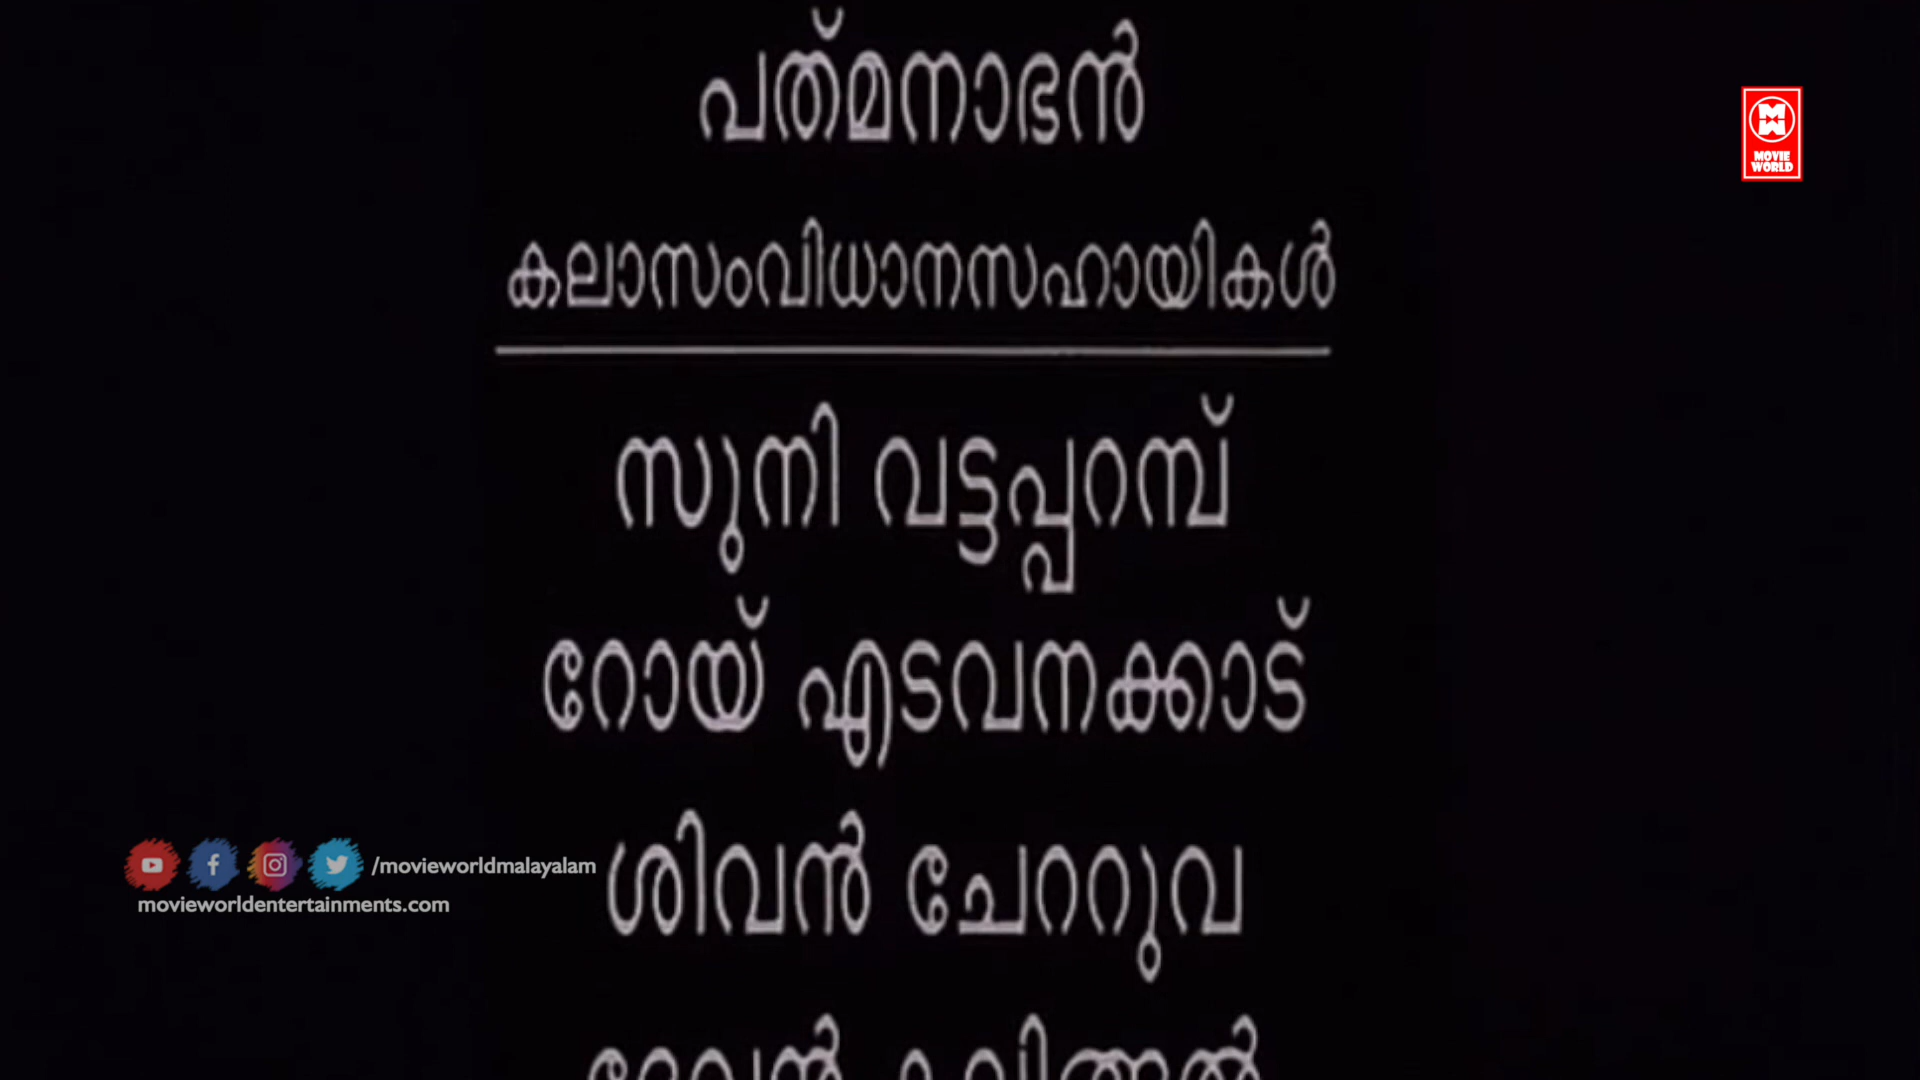 പത്മനാഭൻ
MOVIE
WORLD
കലാസംവിധാനസഹായികൾ
സുനി വട്ടപ്പറമ്പ്
റോയ് എടവനക്കാട്
ശിവൻ ചേററുവ
/movieworldmalayalam
movieworldentertainments.com